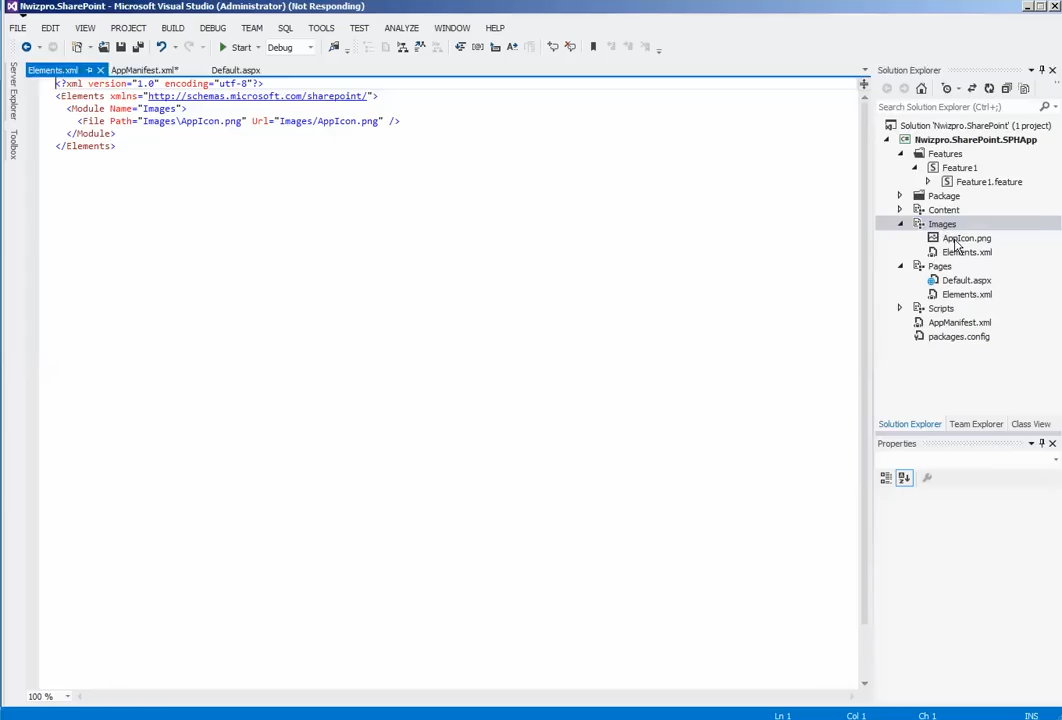 Nwizpro.SharePoint - Microsoft Visual Studio (Administrator) (Not Responding)
FILE EDIT VIEW PROJECT BUILD DEBUG TEAM SQL TOOLS TEST ANALYZE WINDOW HELP
Start Debug
Elements.xml AppManifest.xml* Default.aspx
Server Explorer
Toolbox
<?xml version="1.0" encoding="utf-8"?>
<Elements xmlns="http://schemas.microsoft.com/sharepoint/">
<Module Name="Images">
<File Path="Images\AppIcon.png" Url="Images/AppIcon.png" />
</Module>
</Elements>
Solution Explorer
Search Solution Explorer (Ctrl+;)
Solution 'Nwizpro.SharePoint' (1 project)
Nwizpro.SharePoint.SPHApp
Features
Feature1
Feature1.feature
Package
Content
Images
AppIcon.png
Elements.xml
Pages
Default.aspx
Elements.xml
Scripts
AppManifest.xml
packages.config
Solution Explorer Team Explorer Class View
Properties
100 %
Ln 1 Col 1 Ch 1 INS